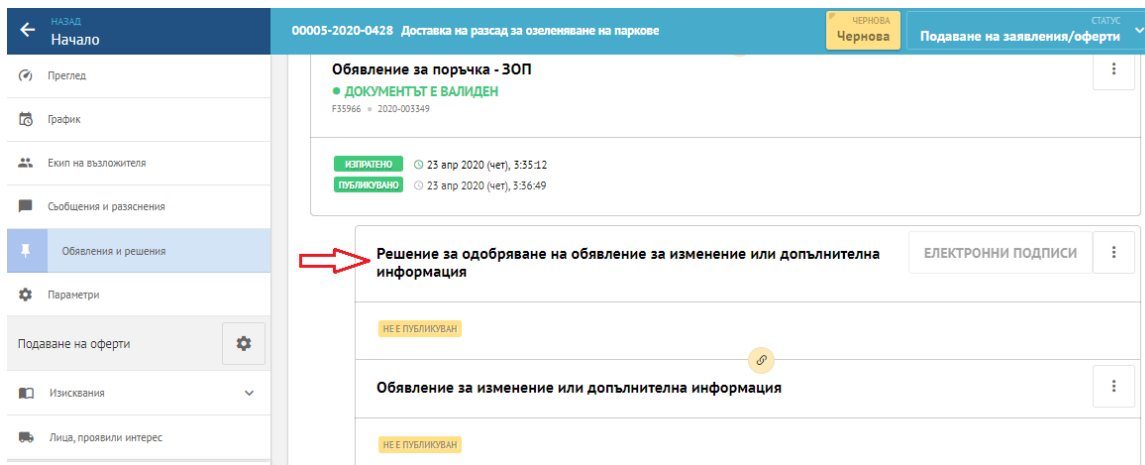 НАЗАД
Начало
00005-2020-0428 Доставка на разсад за озеленяване на паркове
ЧЕРНОВА
Чернова
СТАТУС
Подаване на заявления/оферти
Преглед
График
Екип на възложителя
Съобщения и разяснения
Обявления и решения
Параметри
Подаване на оферти
Изисквания
Лица, проявили интерес
Обявление за поръчка - ЗОП
ДОКУМЕНТЪТ Е ВАЛИДЕН
F35966 2020-003349
ИЗПРАТЕНО 23 апр 2020 (чет), 3:35:12
ПУБЛИКУВАНО 23 апр 2020 (чет), 3:36:49
Решение за одобряване на обявление за изменение или допълнителна
информация
ЕЛЕКТРОННИ ПОДПИСИ
НЕ Е ПУБЛИКУВАН
Обявление за изменение или допълнителна информация
НЕ Е ПУБЛИКУВАН